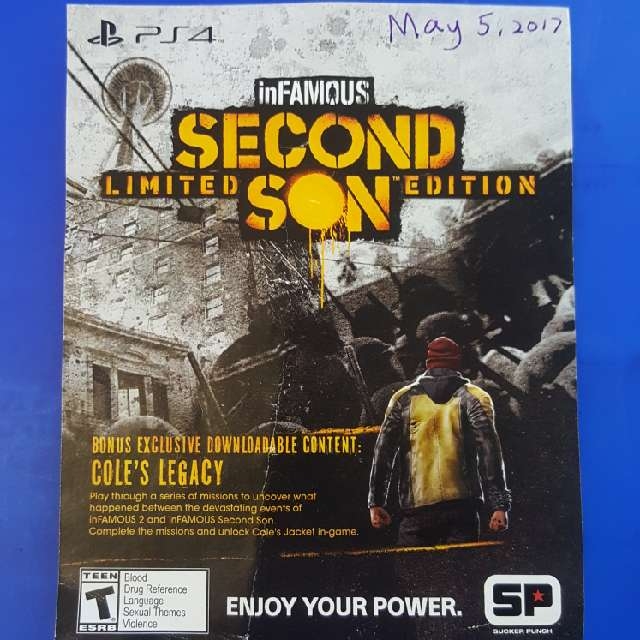 PS4
May 5, 2017
inFAMOUS
SECOND
LIMITED SON™ EDITION
BONUS EXCLUSIVE DOWNLOADABLE CONTENT:
COLE'S LEGACY
Play through a series of missions to uncover what
happened between the devastating events of
inFAMOUS 2 and inFAMOUS Second Son.
Complete the missions and unlock Cole's Jacket in-game.
TEEN
T
ESRB
Blood
Drug Reference
Language
Sexual Themes
Violence
ENJOY YOUR POWER.
SP
SUCKER PUNCH